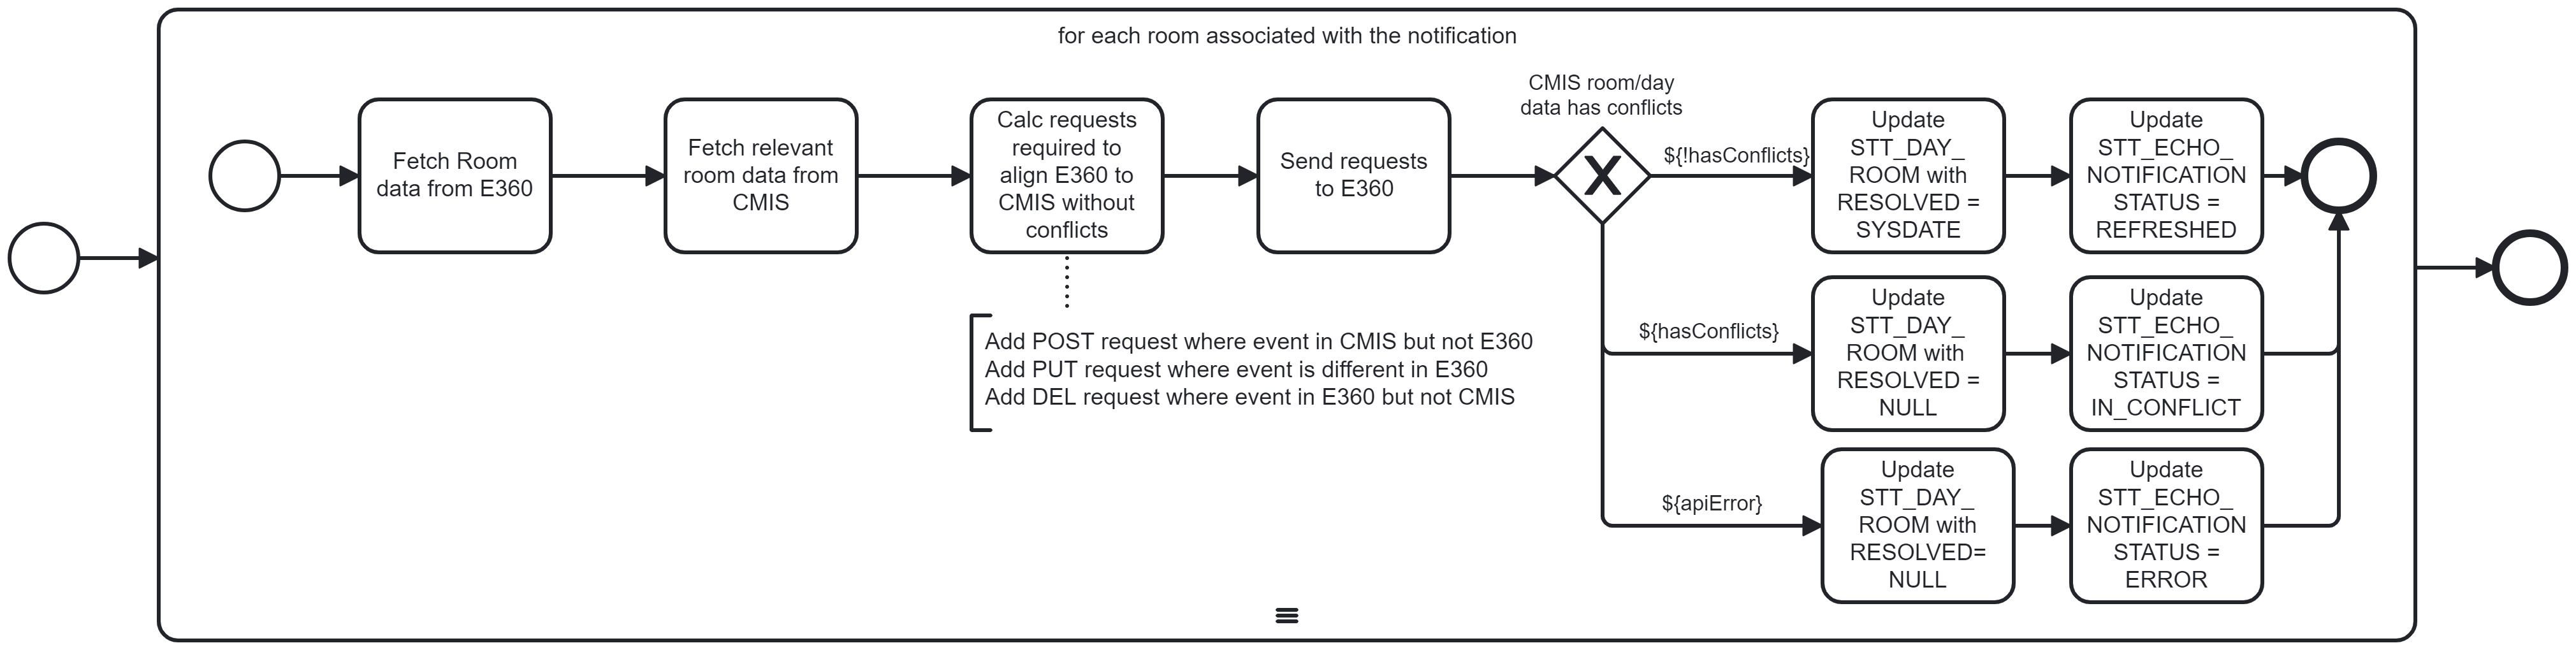 for each room associated with the notification
Fetch Room
data from E360
Fetch relevant
room data from
CMIS
Calc requests
required to
align E360 to
CMIS without
conflicts
Send requests
to E360
CMIS room/day
data has conflicts
${!hasConflicts}
Update
STT_DAY_
ROOM with
RESOLVED =
SYSDATE
Update
STT_ECHO_
NOTIFICATION
STATUS =
REFRESHED
Add POST request where event in CMIS but not E360
Add PUT request where event is different in E360
Add DEL request where event in E360 but not CMIS
${hasConflicts}
Update
STT_DAY_
ROOM with
RESOLVED =
NULL
Update
STT_ECHO_
NOTIFICATION
STATUS =
IN_CONFLICT
${apiError}
Update
STT_DAY_
ROOM with
RESOLVED=
NULL
Update
STT_ECHO_
NOTIFICATION
STATUS =
ERROR